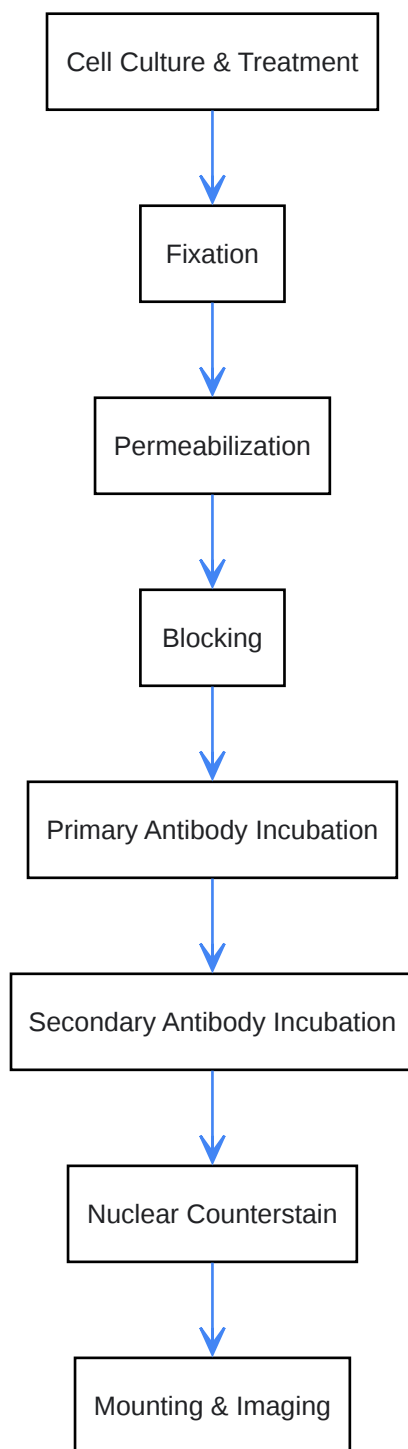 Cell Culture & Treatment
Fixation
Permeabilization
Blocking
Primary Antibody Incubation
Secondary Antibody Incubation
Nuclear Counterstain
Mounting & Imaging